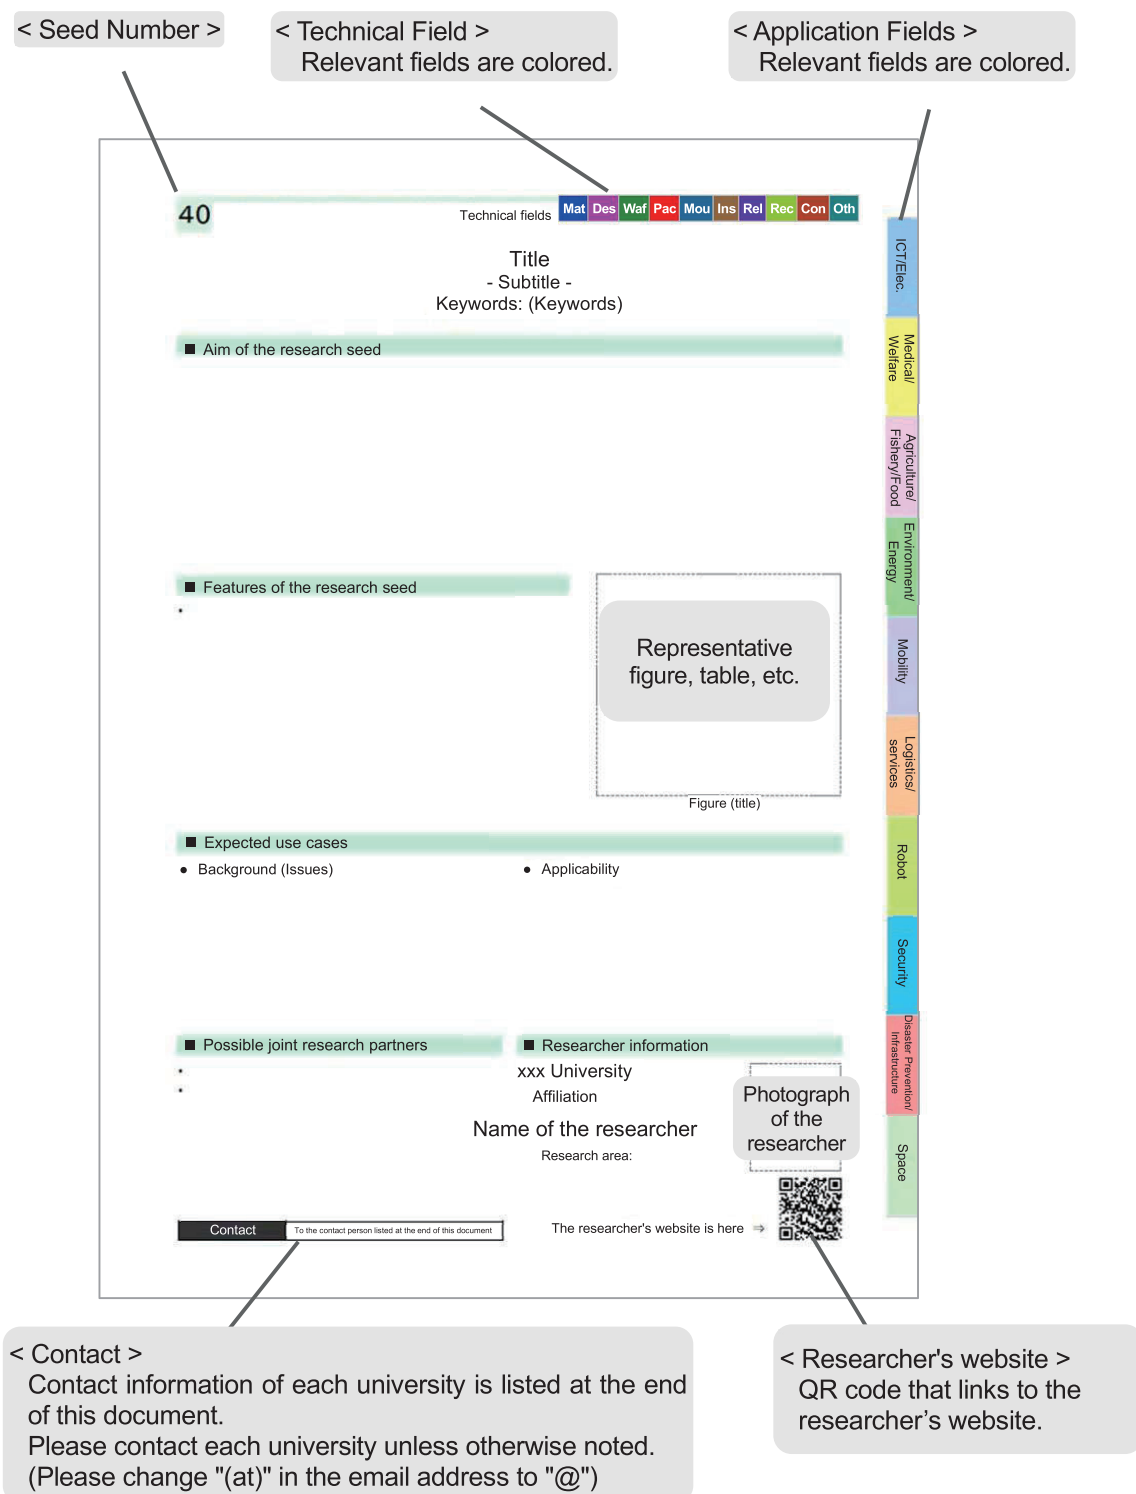 < Seed Number >
< Technical Field >
Relevant fields are colored.
< Application Fields >
Relevant fields are colored.
40
Technical fields Mat Des Waf Pac Mou Ins Rel Rec Con Oth
Title
- Subtitle -
Keywords: (Keywords)
■ Aim of the research seed
■ Features of the research seed
•
Representative
figure, table, etc.
Figure (title)
■ Expected use cases
● Background (Issues)
● Applicability
■ Possible joint research partners
•
•
■ Researcher information
xxx University
Affiliation
Name of the researcher
Research area:
Photograph
of the
researcher
Contact To the contact person listed at the end of this document
The researcher's website is here ⇒
ICT/Elec.
Medical/
Welfare
Agriculture/
Fishery/Food
Environment/
Energy
Mobility
Logistics/
services
Robot
Security
Disaster Prevention/
Infrastructure
Space
< Contact >
Contact information of each university is listed at the end
of this document.
Please contact each university unless otherwise noted.
(Please change "(at)" in the email address to "@")
< Researcher's website >
QR code that links to the
researcher’s website.